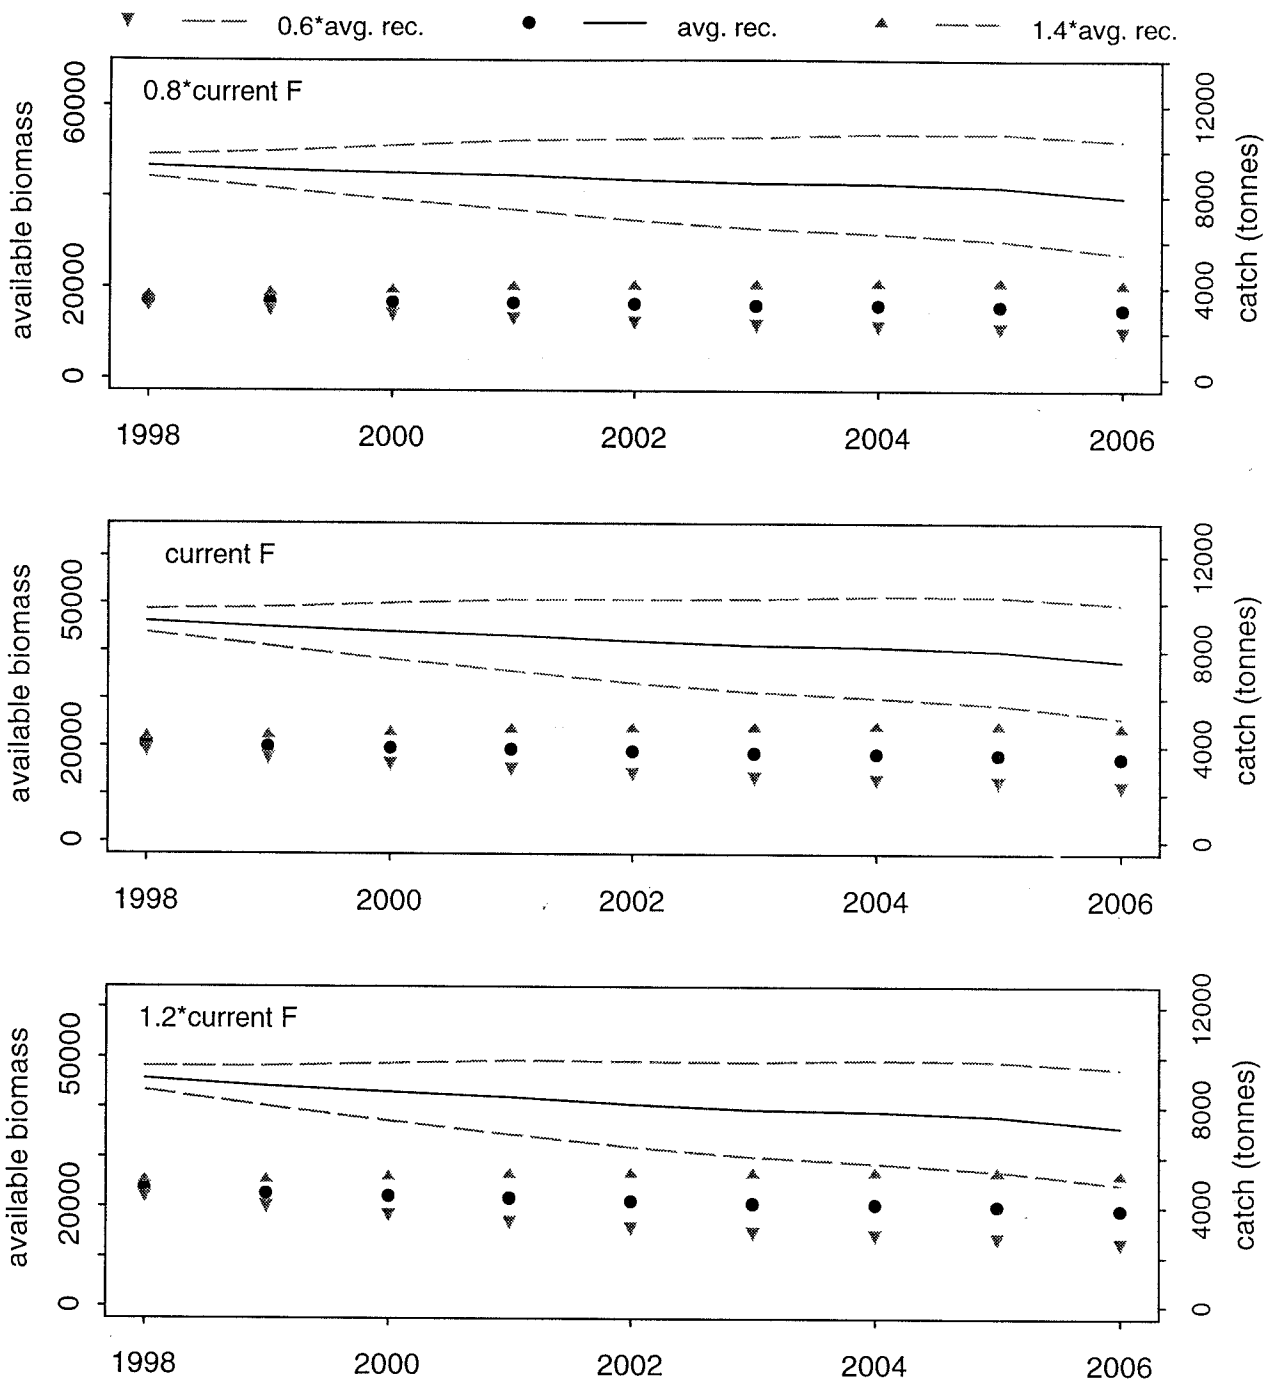 0.6*avg. rec. avg. rec. 1.4*avg. rec.
0.8*current F
available biomass
0 20000 60000
catch (tonnes)
0 4000 8000 12000
1998 2000 2002 2004 2006
current F
available biomass
0 20000 50000
catch (tonnes)
0 4000 8000 12000
1998 2000 2002 2004 2006
1.2*current F
available biomass
0 20000 50000
catch (tonnes)
0 4000 8000 12000
1998 2000 2002 2004 2006